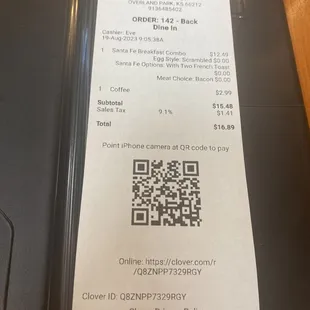 OVERLAND PARK, KS 66212
9136485402
ORDER: 142 - Back
Dine In
Cashier: Eve
19-Aug-2023 9:08:38A
1 Santa Fe Breakfast Combo $12.49
Egg Style: Scrambled $0.00
Santa Fe Options: With Two French Toast
$0.00
Meat Choice: Bacon $0.00
1 Coffee $2.99
Subtotal $15.48
Sales Tax 9.1% $1.41
Total $16.89
Point iPhone camera at QR code to pay
Online: https://clover.com/r
/Q8ZNPP7329RGY
Clover ID: Q8ZNPP7329RGY